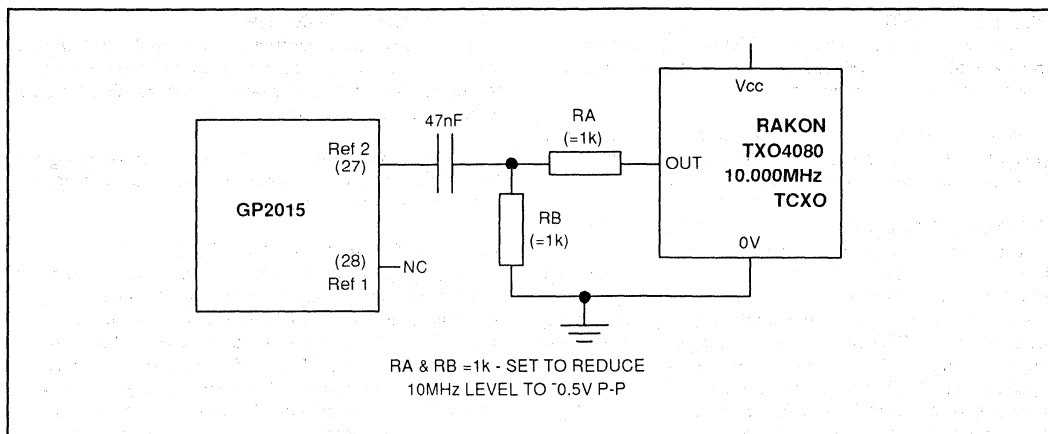 47nF
Ref 2
(27)
GP2015
(28)
Ref 1
NC
RA
(=1k)
RB
(=1k)
Vcc
RAKON
TXO4080
10.000MHz
TCXO
OUT
0V
RA & RB =1k - SET TO REDUCE
10MHz LEVEL TO ~0.5V P-P